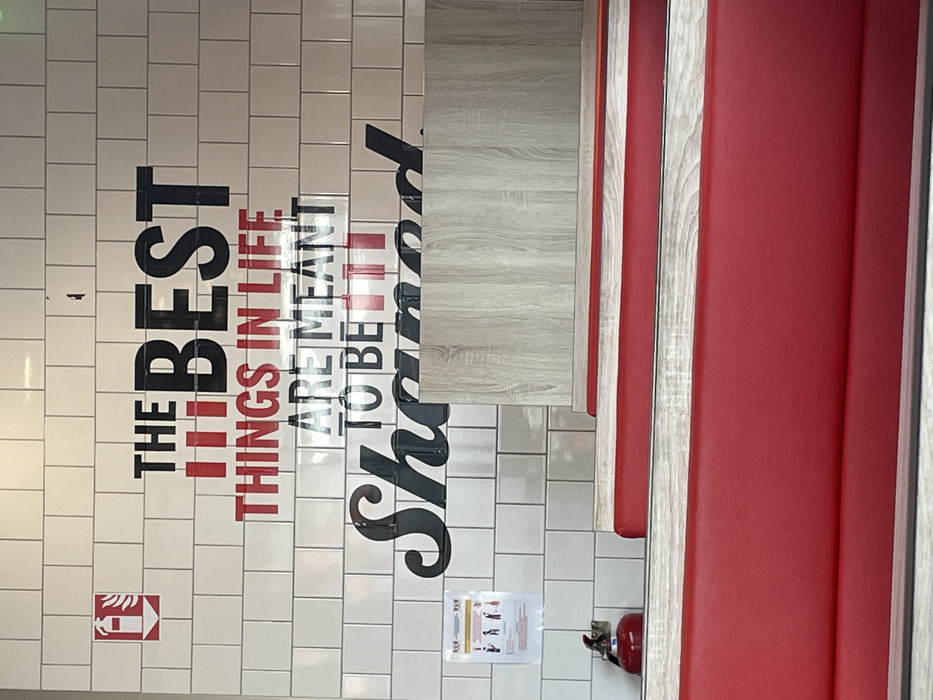 THE
BEST
THINGS IN LIFE
ARE MEANT
TO BE
Shared